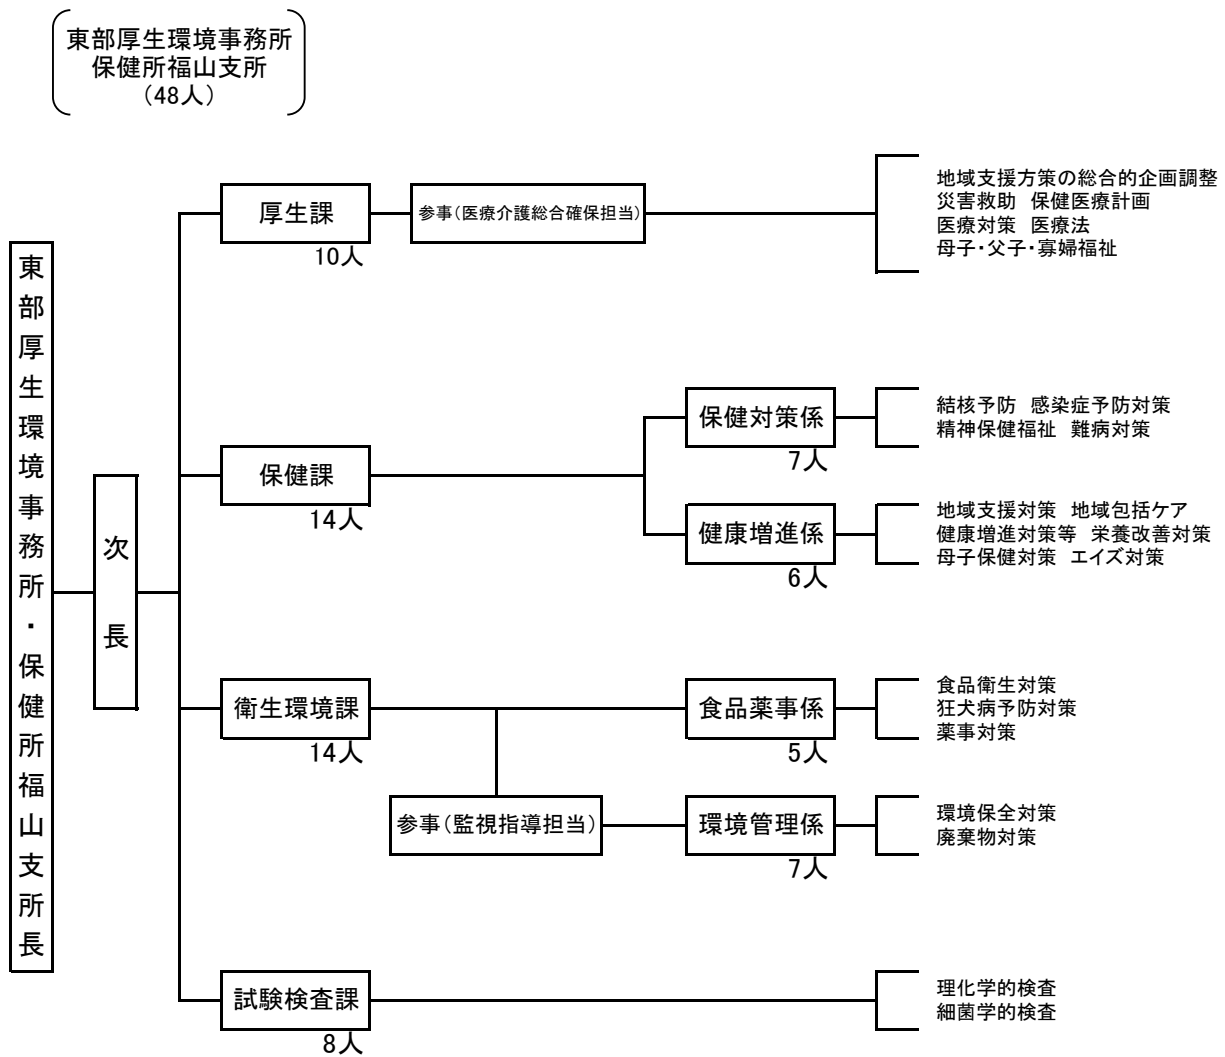 東部厚生環境事務所
保健所福山支所
（48人）
東部厚生環境事務所・保健所福山支所長
次長
厚生課
10人
参事（医療介護総合確保担当）
地域支援方策の総合的企画調整
災害救助　保健医療計画
医療対策　医療法
母子・父子・寡婦福祉
保健課
14人
保健対策係
7人
結核予防　感染症予防対策
精神保健福祉　難病対策
健康増進係
6人
地域支援対策　地域包括ケア
健康増進対策等　栄養改善対策
母子保健対策　エイズ対策
衛生環境課
14人
食品薬事係
5人
食品衛生対策
狂犬病予防対策
薬事対策
参事（監視指導担当）
環境管理係
7人
環境保全対策
廃棄物対策
試験検査課
8人
理化学的検査
細菌学的検査